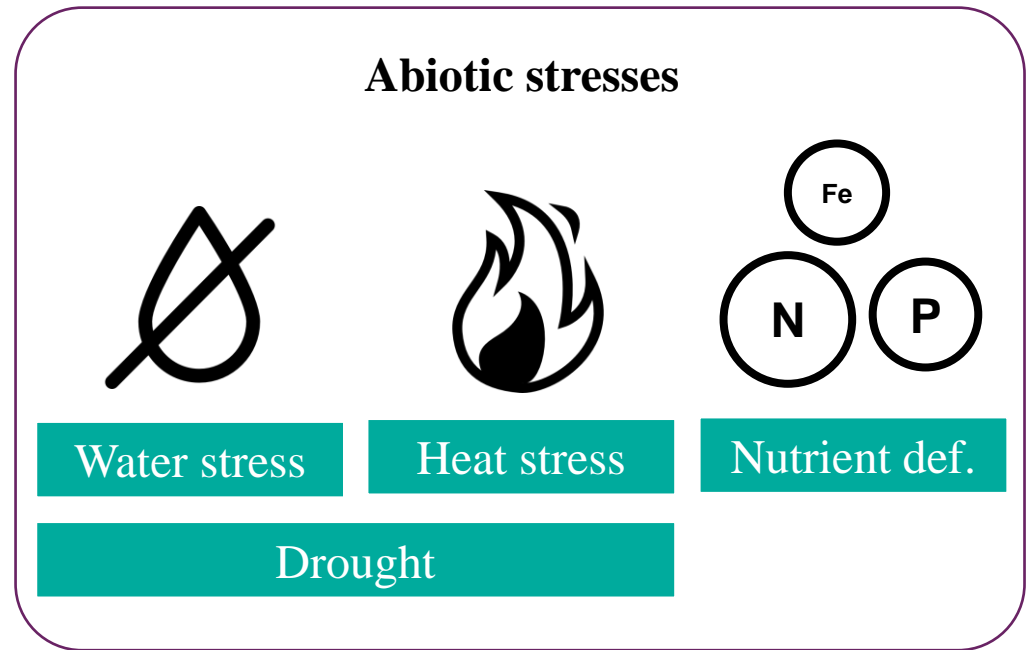 Abiotic stresses
Fe
N
P
Water stress
Heat stress
Nutrient def.
Drought